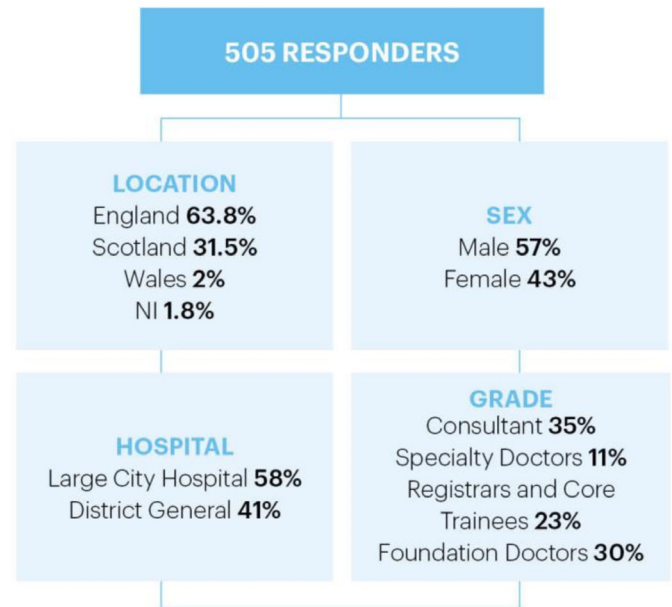 505 RESPONDERS
LOCATION
England 63.8%
Scotland 31.5%
Wales 2%
NI 1.8%
SEX
Male 57%
Female 43%
HOSPITAL
Large City Hospital 58%
District General 41%
GRADE
Consultant 35%
Specialty Doctors 11%
Registrars and Core
Trainees 23%
Foundation Doctors 30%